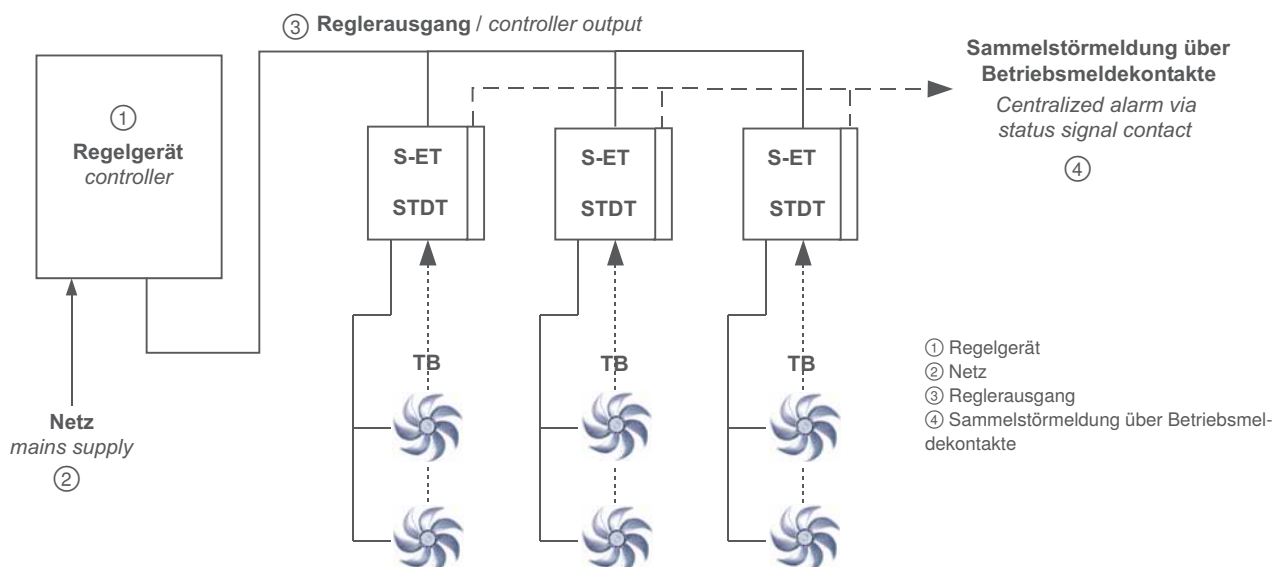 ③ Reglerausgang / controller output
① 
Regelgerät
controller
Sammelstörmeldung über
Betriebsmeldekontakte
Centralized alarm via
status signal contact
④
S-ET
STDT
S-ET
STDT
S-ET
STDT
TB
TB
TB
Netz
mains supply
②
① Regelgerät
② Netz
③ Reglerausgang
④ Sammelstörmeldung über Betriebsmel-
dekontakte